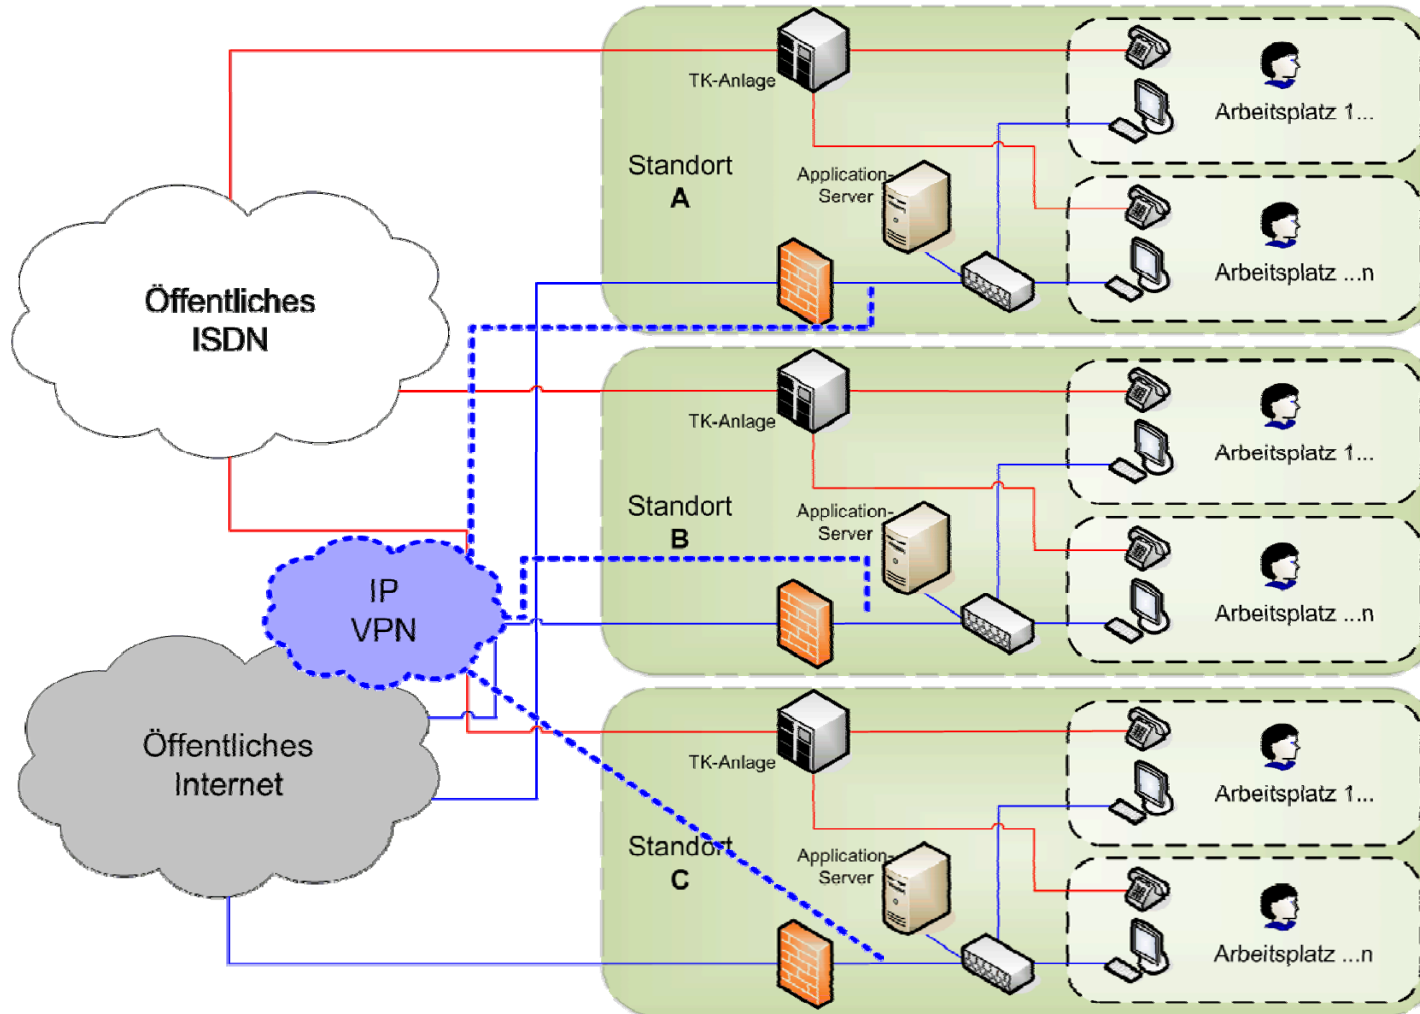 Öffentliches
ISDN
IP
VPN
Öffentliches
Internet
Standort
A
TK-Anlage
Application-
Server
Arbeitsplatz 1...
Arbeitsplatz ...n
Standort
B
TK-Anlage
Application-
Server
Arbeitsplatz 1...
Arbeitsplatz ...n
Standort
C
TK-Anlage
Application-
Server
Arbeitsplatz 1...
Arbeitsplatz ...n